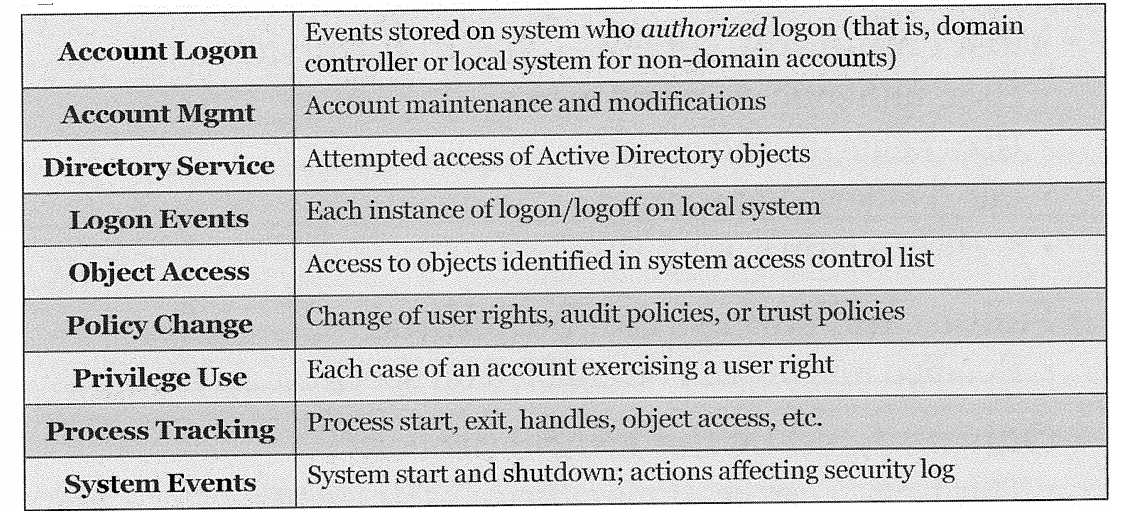 Account Logon
Events stored on system who authorized logon (that is, domain
controller or local system for non-domain accounts)
Account Mgmt
Account maintenance and modifications
Directory Service
Attempted access of Active Directory objects
Logon Events
Each instance of logon/logoff on local system
Object Access
Access to objects identified in system access control list
Policy Change
Change of user rights, audit policies, or trust policies
Privilege Use
Each case of an account exercising a user right
Process Tracking
Process start, exit, handles, object access, etc.
System Events
System start and shutdown; actions affecting security log